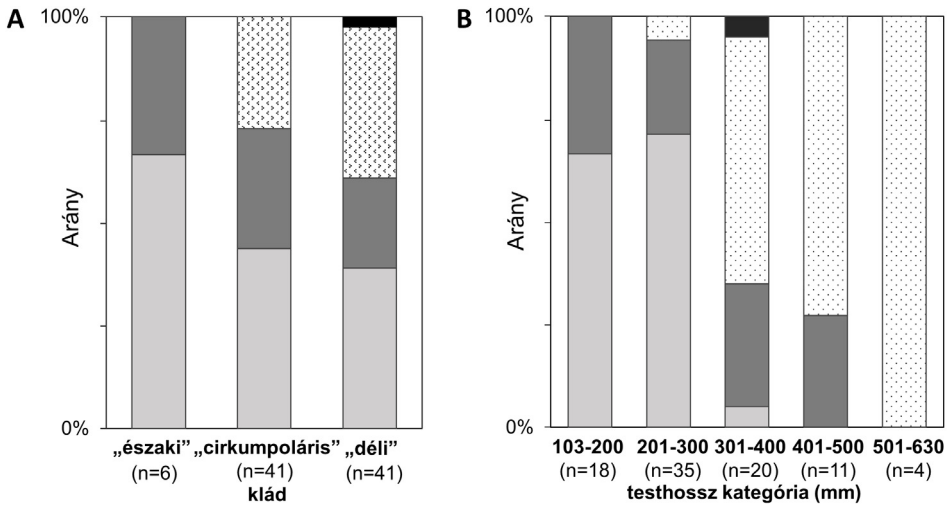 A
100%
Arány
0%
„északi” „cirkumpoláris” „déli”
(n=6) (n=41) (n=41)
klád
B
100%
Arány
0%
103-200 201-300 301-400 401-500 501-630
(n=18) (n=35) (n=20) (n=11) (n=4)
testhossz kategória (mm)